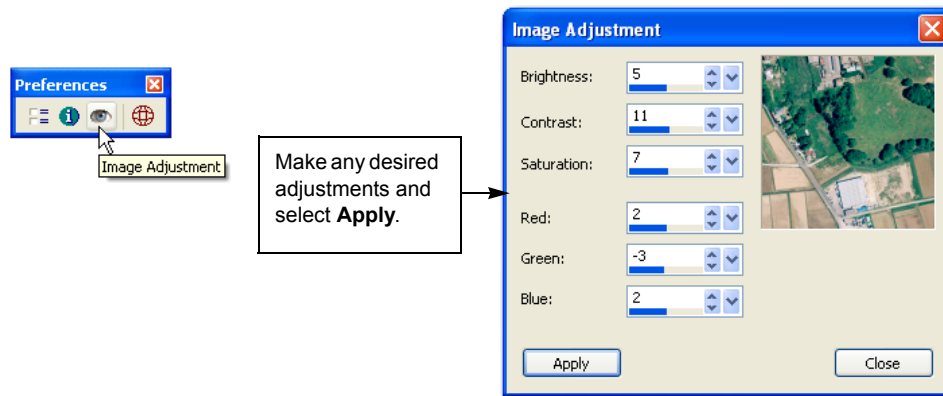 Preferences
Image Adjustment
Make any desired
adjustments and
select Apply.
Image Adjustment
Brightness: 5
Contrast: 11
Saturation: 7
Red: 2
Green: -3
Blue: 2
Apply Close